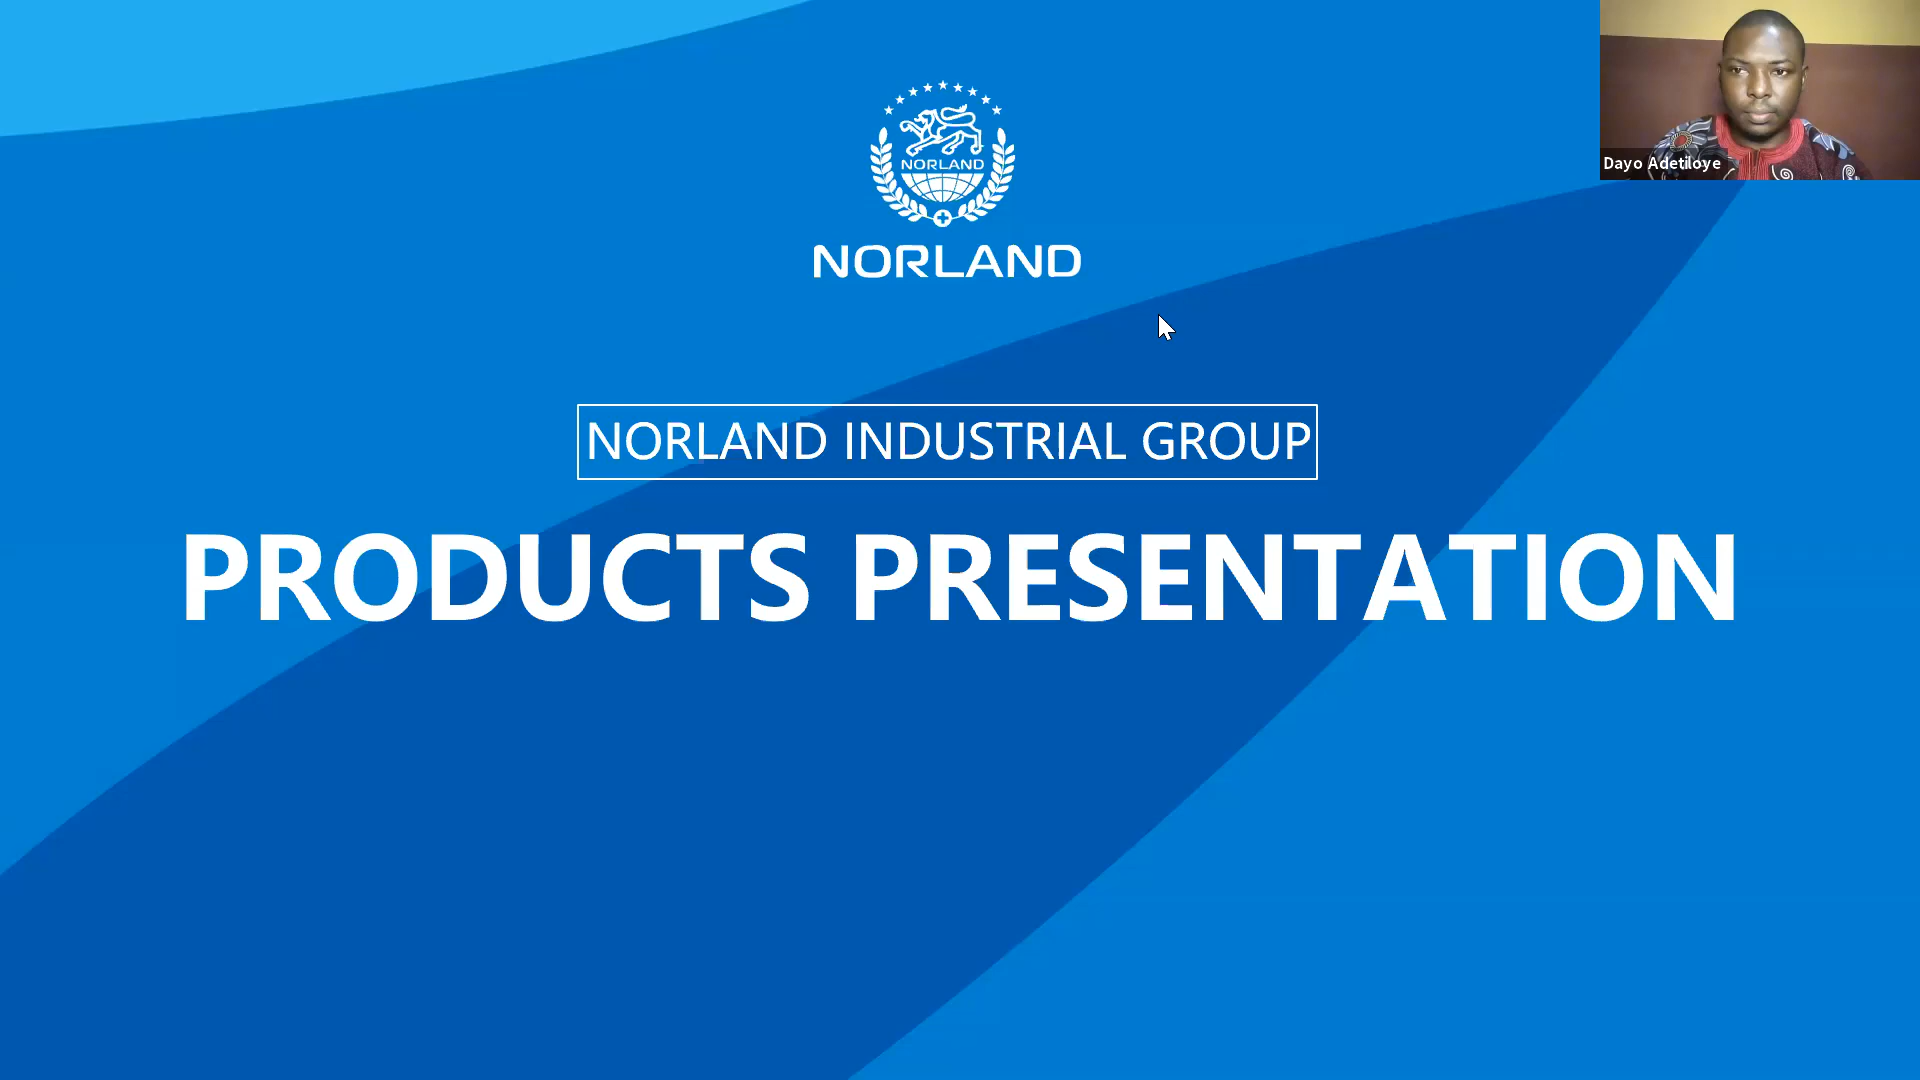 Dayo Adetiloye
NORLAND
NORLAND
NORLAND INDUSTRIAL GROUP
PRODUCTS PRESENTATION